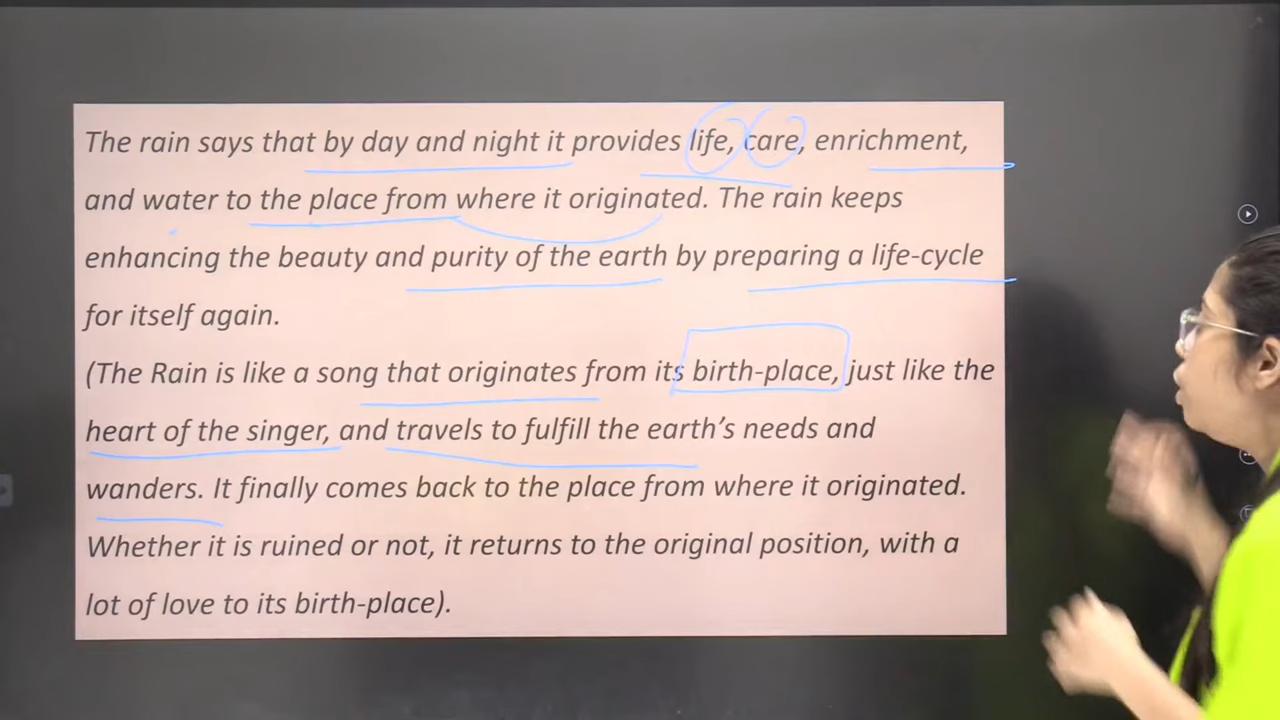 The rain says that by day and night it provides life, care, enrichment,
and water to the place from where it originated. The rain keeps
enhancing the beauty and purity of the earth by preparing a life-cycle
for itself again.
(The Rain is like a song that originates from its birth-place, just like the
heart of the singer, and travels to fulfill the earth's needs and
wanders. It finally comes back to the place from where it originated.
Whether it is ruined or not, it returns to the original position, with a
lot of love to its birth-place).